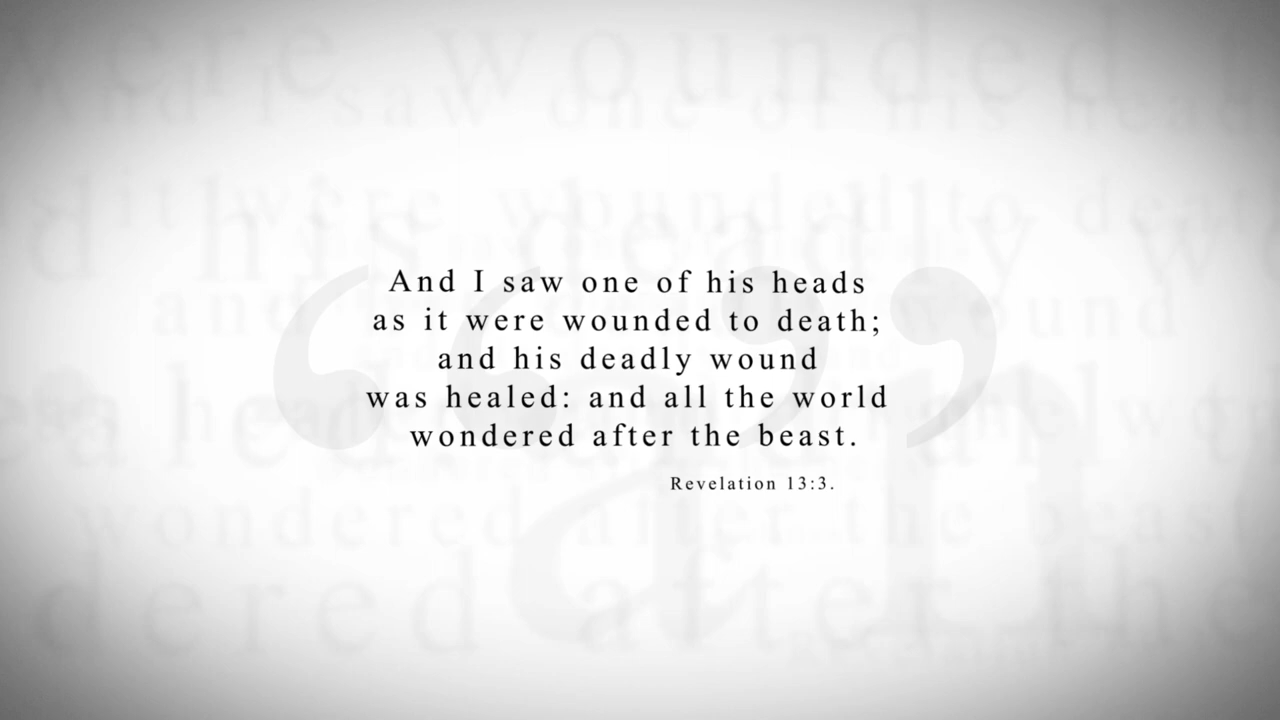 And I saw one of his heads
as it were wounded to death;
and his deadly wound
was healed: and all the world
wondered after the beast.
Revelation 13:3.